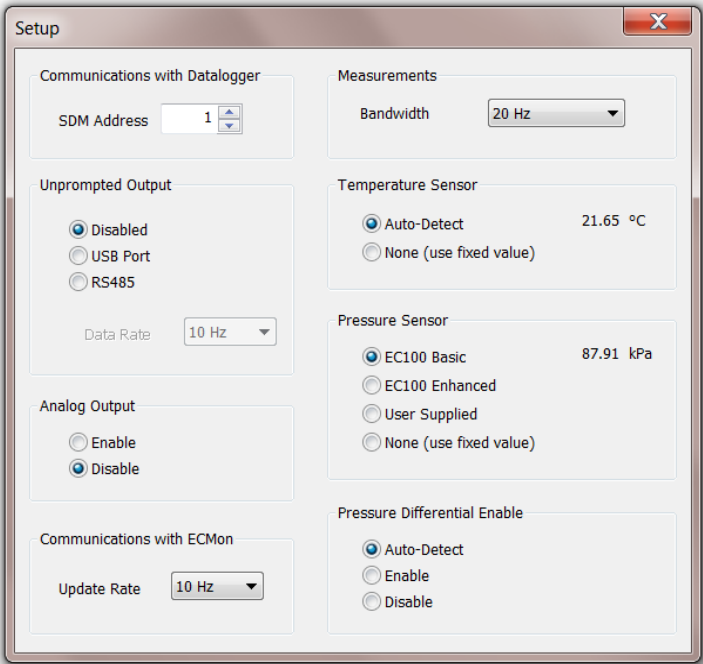 Setup
Communications with Datalogger
SDM Address 1
Unprompted Output
Disabled
USB Port
RS485
Data Rate 10 Hz
Analog Output
Enable
Disable
Communications with ECMon
Update Rate 10 Hz
Measurements
Bandwidth 20 Hz
Temperature Sensor
Auto-Detect 21.65 ºC
None (use fixed value)
Pressure Sensor
EC100 Basic 87.91 kPa
EC100 Enhanced
User Supplied
None (use fixed value)
Pressure Differential Enable
Auto-Detect
Enable
Disable